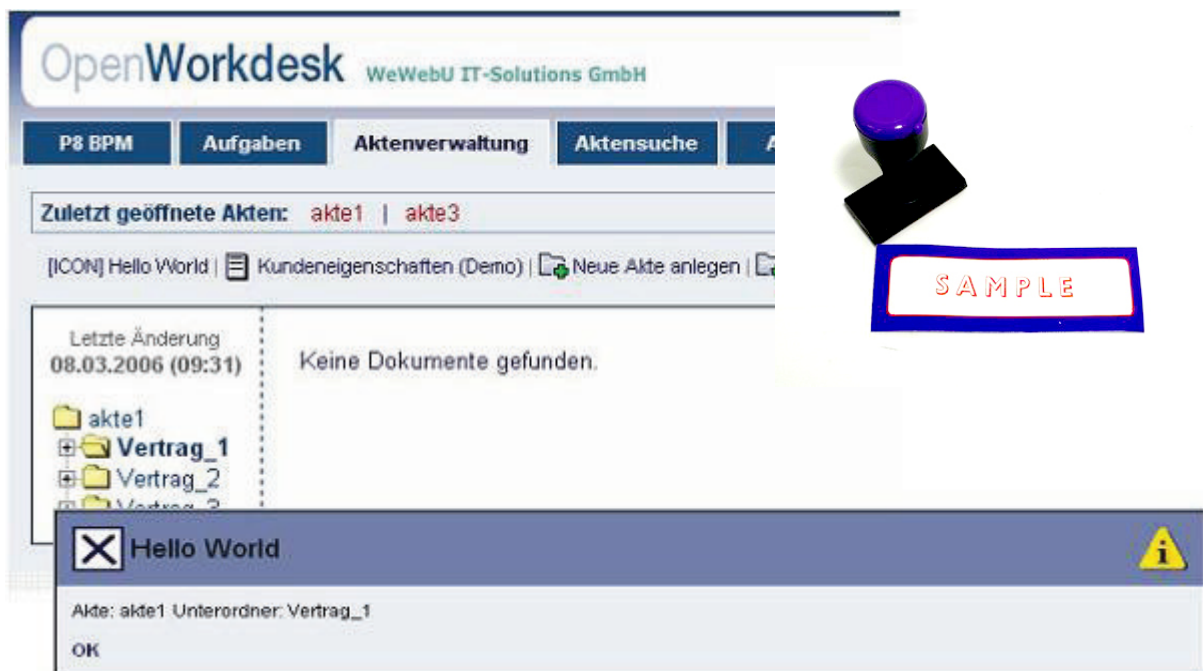 OpenWorkdesk WeWebU IT-Solutions GmbH
P8 BPM Aufgaben Aktenverwaltung Aktensuche A
Zuletzt geöffnete Akten: akte1 | akte3
[ICON] Hello World | Kundeneigenschaften (Demo) | Neue Akte anlegen |
SAMPLE
Letzte Änderung
08.03.2006 (09:31)
Keine Dokumente gefunden.
akte1
Vertrag_1
Vertrag_2
Hello World
Akte: akte1 Unterordner: Vertrag_1
OK